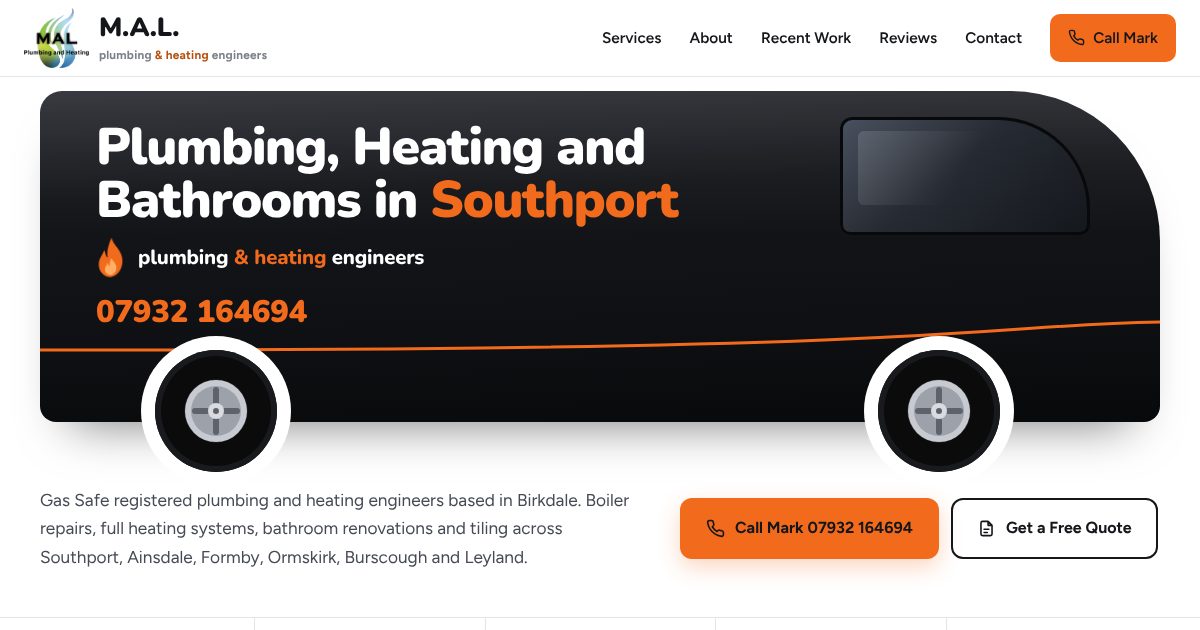 MAL
Plumbing and Heating
M.A.L.
plumbing & heating engineers
Services
About
Recent Work
Reviews
Contact
Call Mark
Plumbing, Heating and
Bathrooms in Southport
plumbing & heating engineers
07932 164694
Gas Safe registered plumbing and heating engineers based in Birkdale. Boiler
repairs, full heating systems, bathroom renovations and tiling across
Southport, Ainsdale, Formby, Ormskirk, Burscough and Leyland.
Call Mark 07932 164694
Get a Free Quote